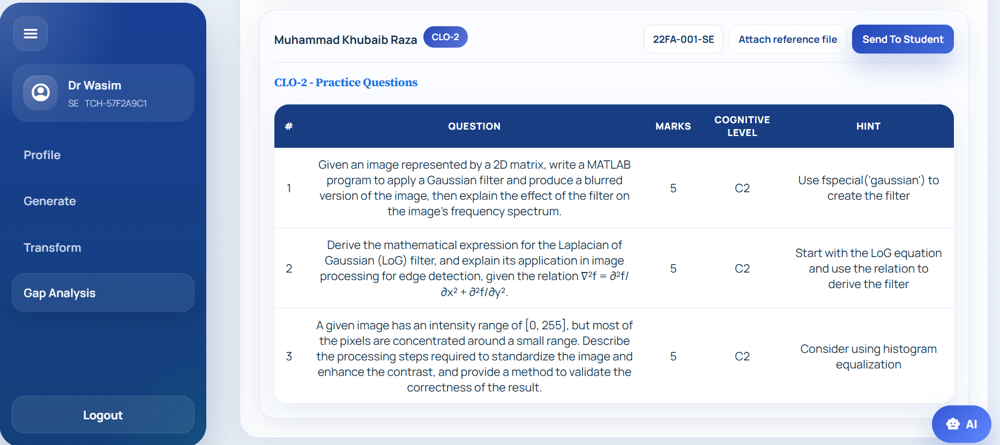 Dr Wasim
SE TCH-57F2A9C1
Profile
Generate
Transform
Gap Analysis
Logout
Muhammad Khubaib Raza CLO-2 22FA-001-SE Attach reference file Send To Student
CLO-2 - Practice Questions
# QUESTION MARKS COGNITIVE LEVEL HINT
1
Given an image represented by a 2D matrix, write a MATLAB
program to apply a Gaussian filter and produce a blurred
version of the image, then explain the effect of the filter on
the image's frequency spectrum.
5
C2
Use fspecial('gaussian') to
create the filter
2
Derive the mathematical expression for the Laplacian of
Gaussian (LoG) filter, and explain its application in image
processing for edge detection, given the relation ∇²f = ∂²f/
∂x² + ∂²f/∂y².
5
C2
Start with the LoG equation
and use the relation to
derive the filter
3
A given image has an intensity range of [0, 255], but most of
the pixels are concentrated around a small range. Describe
the processing steps required to standardize the image and
enhance the contrast, and provide a method to validate the
correctness of the result.
5
C2
Consider using histogram
equalization
AI